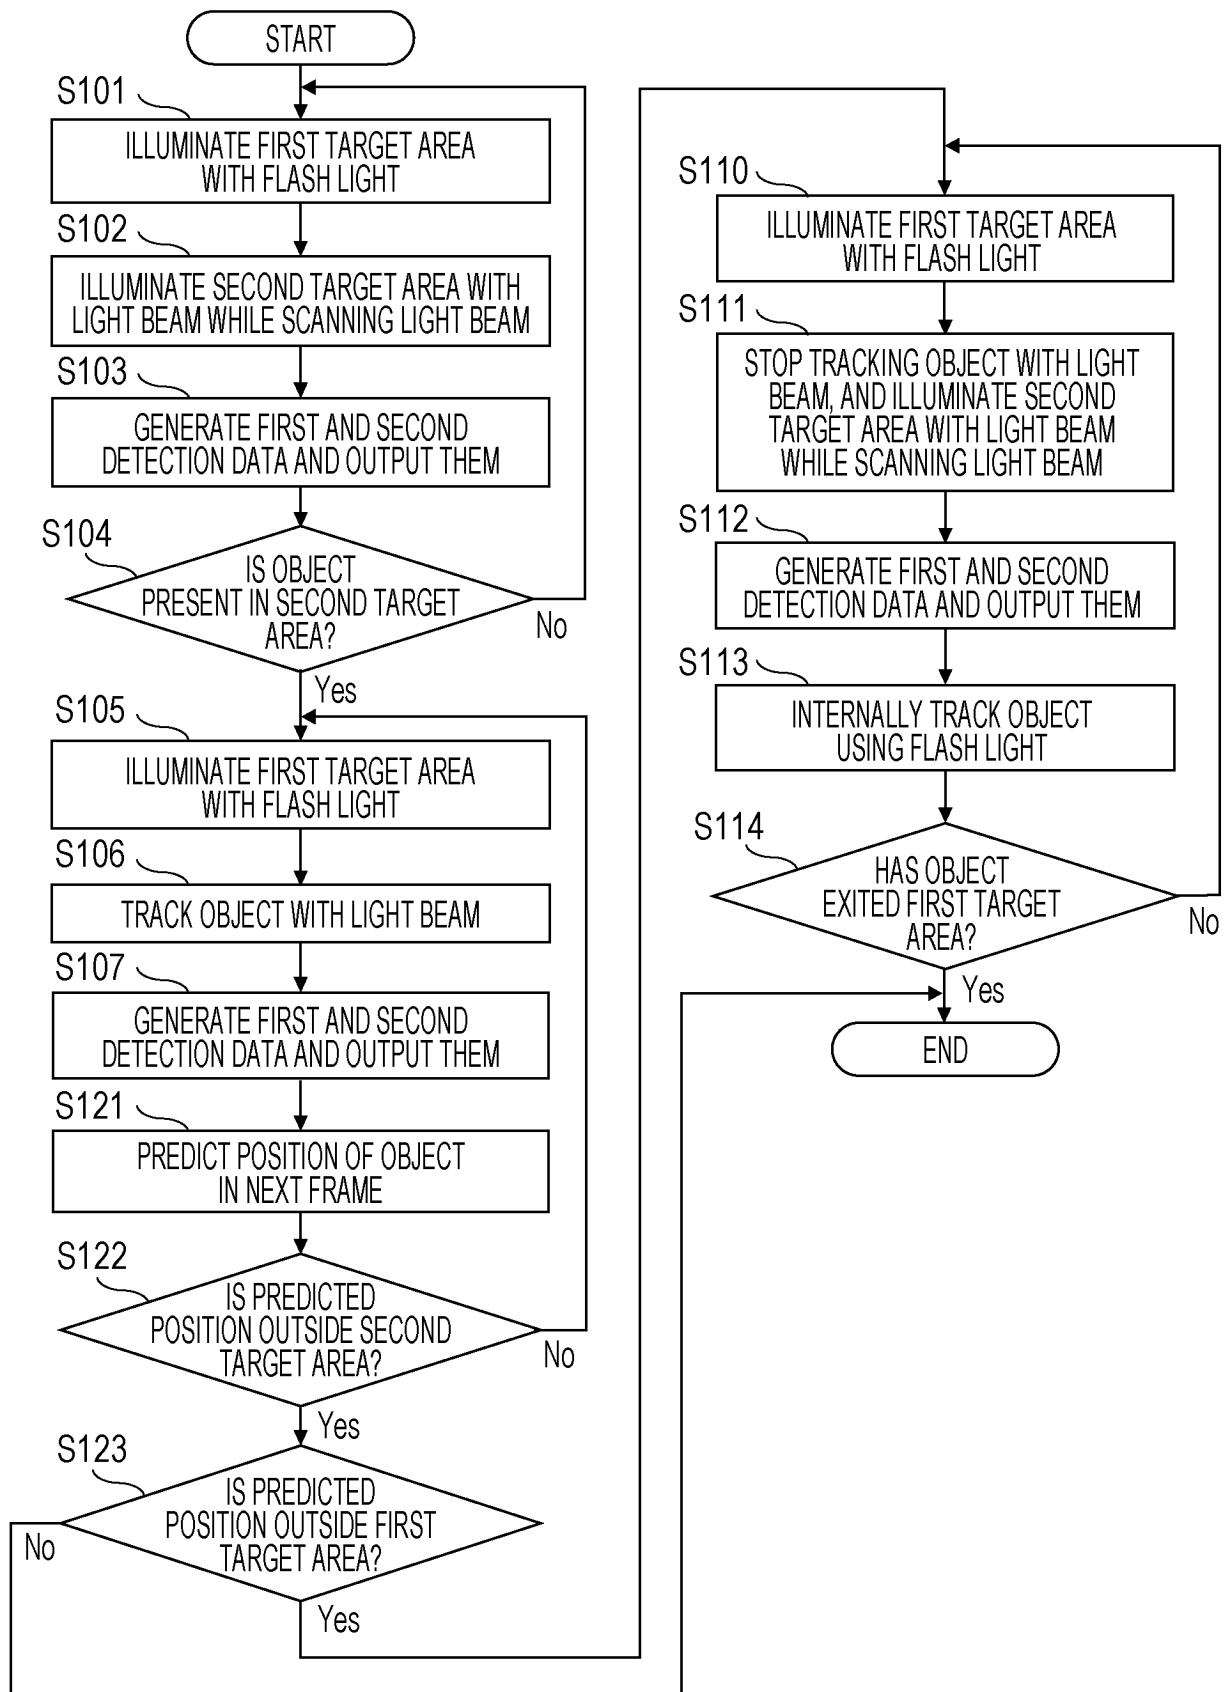 START
S101
ILLUMINATE FIRST TARGET AREA
WITH FLASH LIGHT
S102
ILLUMINATE SECOND TARGET AREA WITH
LIGHT BEAM WHILE SCANNING LIGHT BEAM
S103
GENERATE FIRST AND SECOND
DETECTION DATA AND OUTPUT THEM
S104
IS OBJECT
PRESENT IN SECOND TARGET
AREA?
No
Yes
S105
ILLUMINATE FIRST TARGET AREA
WITH FLASH LIGHT
S106
TRACK OBJECT WITH LIGHT BEAM
S107
GENERATE FIRST AND SECOND
DETECTION DATA AND OUTPUT THEM
S121
PREDICT POSITION OF OBJECT
IN NEXT FRAME
S122
IS PREDICTED
POSITION OUTSIDE SECOND
TARGET AREA?
No
Yes
S123
IS PREDICTED
POSITION OUTSIDE FIRST
TARGET AREA?
No
Yes
S110
ILLUMINATE FIRST TARGET AREA
WITH FLASH LIGHT
S111
STOP TRACKING OBJECT WITH LIGHT
BEAM, AND ILLUMINATE SECOND
TARGET AREA WITH LIGHT BEAM
WHILE SCANNING LIGHT BEAM
S112
GENERATE FIRST AND SECOND
DETECTION DATA AND OUTPUT THEM
S113
INTERNALLY TRACK OBJECT
USING FLASH LIGHT
S114
HAS OBJECT
EXITED FIRST TARGET
AREA?
No
Yes
END